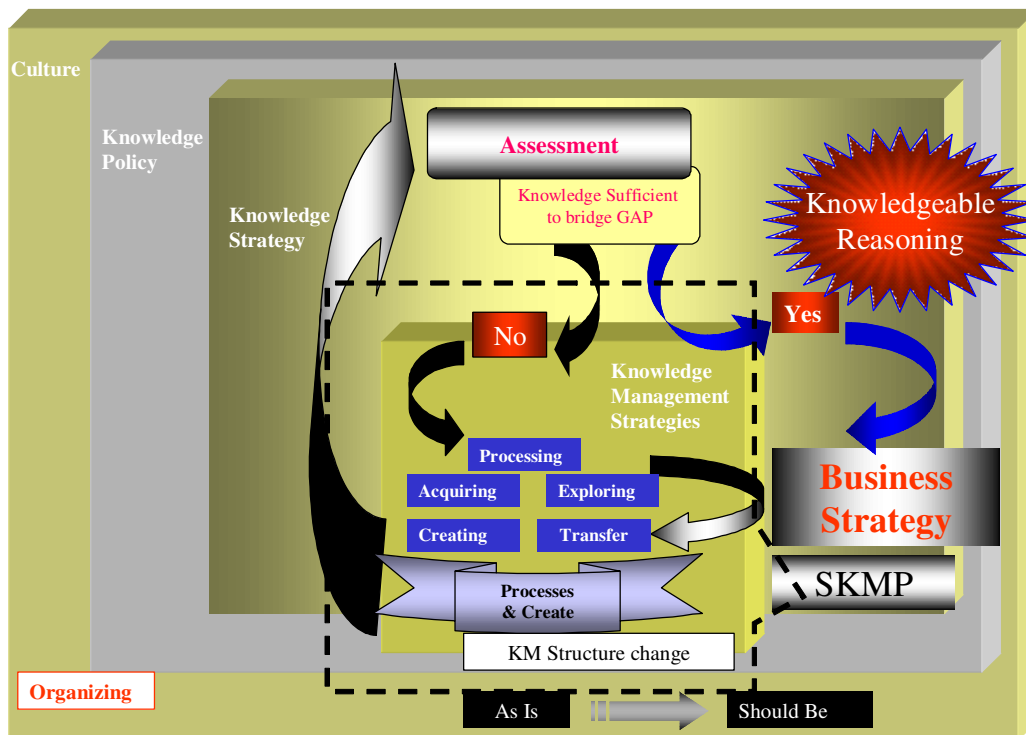 Culture
Knowledge
Policy
Knowledge
Strategy
Assessment
Knowledge Sufficient
to bridge GAP
Knowledgeable
Reasoning
No
Yes
Knowledge
Management
Strategies
Processing
Acquiring
Exploring
Creating
Transfer
Business
Strategy
Processes
& Create
SKMP
KM Structure change
Organizing
As Is
Should Be